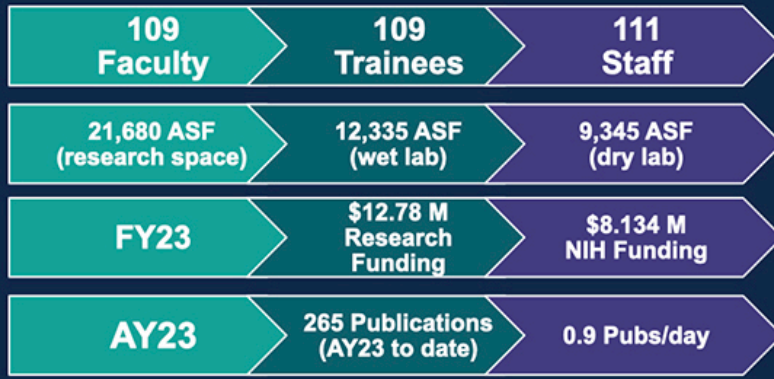 109
Faculty
109
Trainees
111
Staff
21,680 ASF
(research space)
12,335 ASF
(wet lab)
9,345 ASF
(dry lab)
FY23
$12.78 M
Research
Funding
$8.134 M
NIH Funding
AY23
265 Publications
(AY23 to date)
0.9 Pubs/day